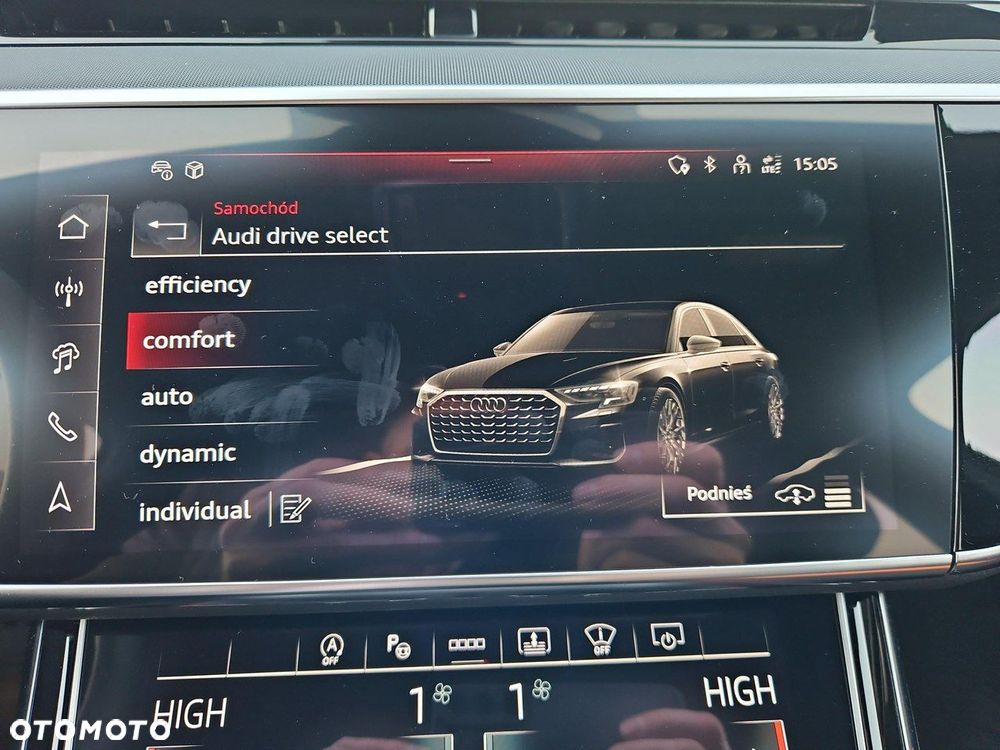 LTE 15:05
Samochód
Audi drive select
efficiency
comfort
auto
dynamic
individual
Podnieś
A OFF
P
OFF
HIGH 1 1 HIGH
OTOMOTO